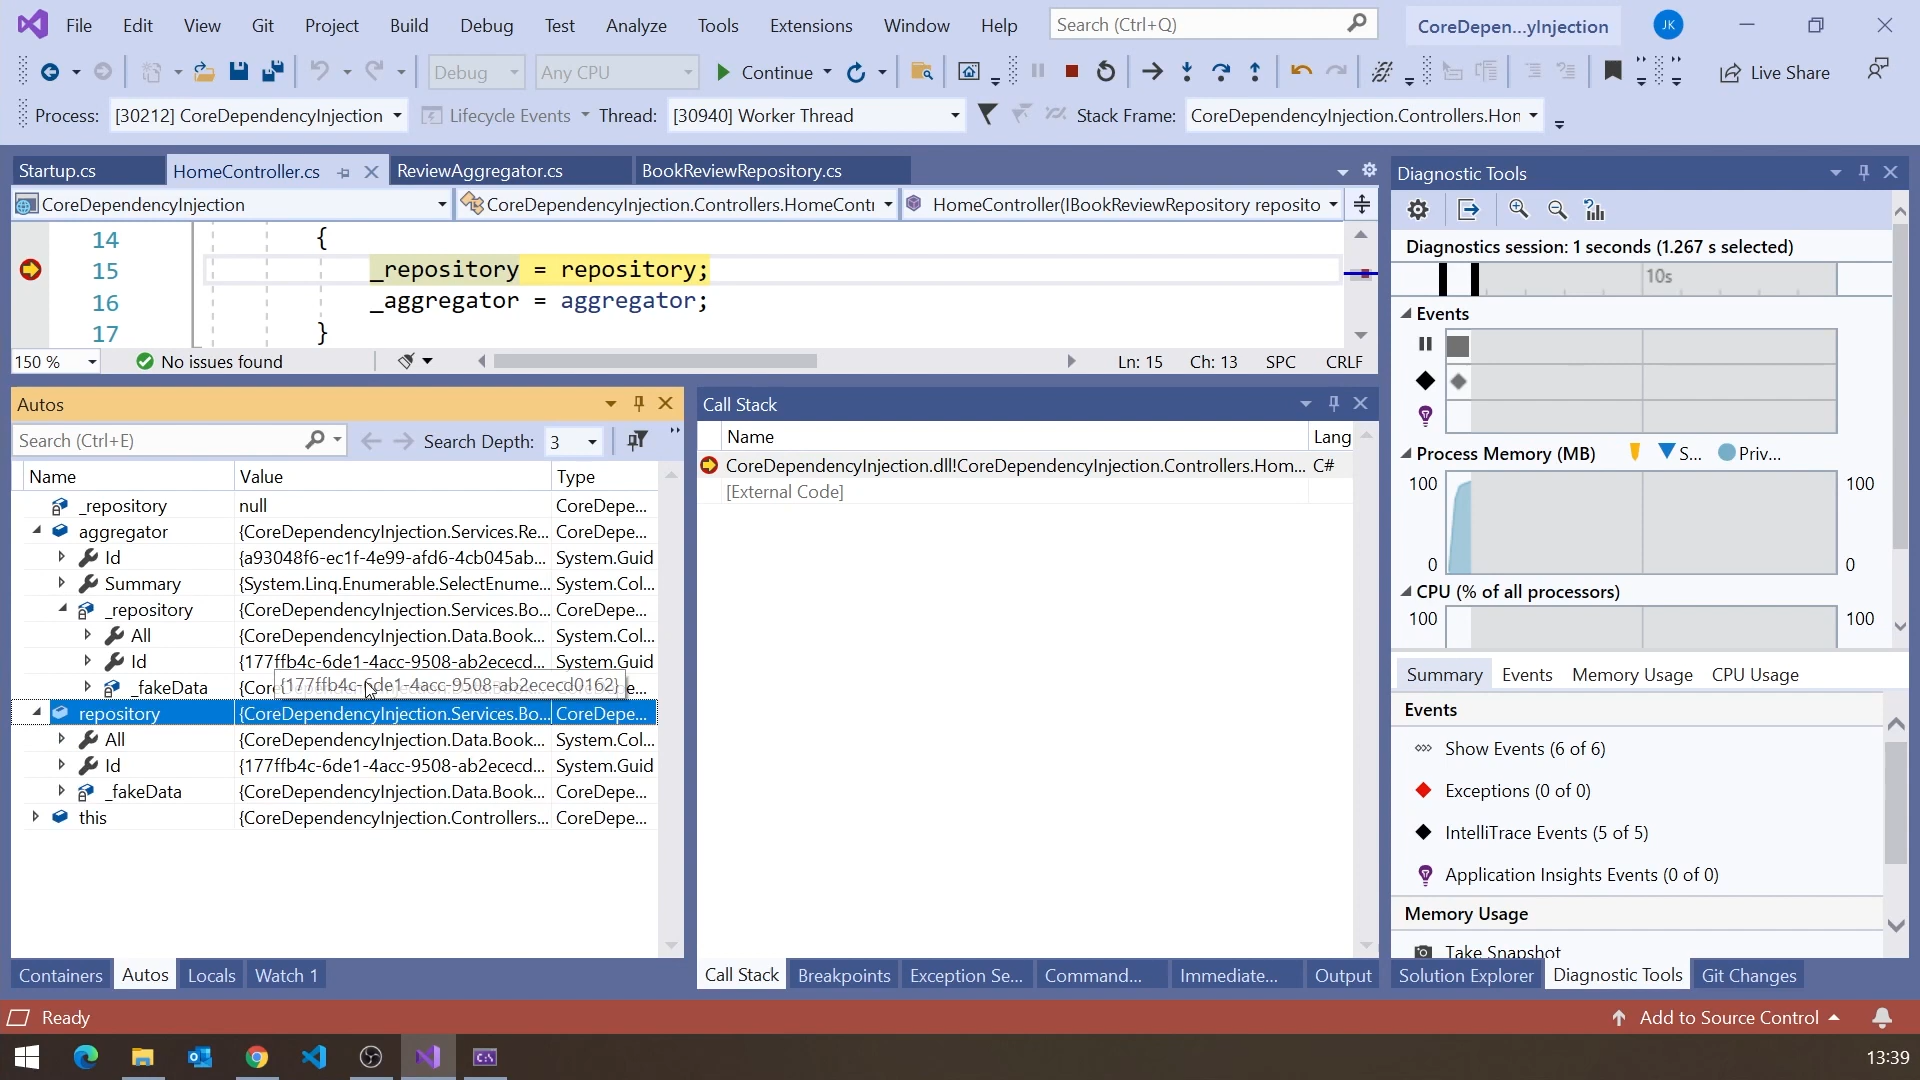 File Edit View Git Project Build Debug Test Analyze Tools Extensions Window Help Search (Ctrl+Q) CoreDepen...yInjection JK
Debug Any CPU Continue Live Share
Process: [30212] CoreDependencyInjection Lifecycle Events Thread: [30940] Worker Thread Stack Frame: CoreDependencyInjection.Controllers.Hon
Startup.cs HomeController.cs ReviewAggregator.cs BookReviewRepository.cs
CoreDependencyInjection CoreDependencyInjection.Controllers.HomeContr HomeController(IBookReviewRepository reposito
14 {
15 _repository = repository;
16 _aggregator = aggregator;
17 }
150 % No issues found Ln: 15 Ch: 13 SPC CRLF
Autos
Search (Ctrl+E) Search Depth: 3
Name Value Type
_repository null CoreDepe...
aggregator {CoreDependencyInjection.Services.Re... CoreDepe...
Id {a93048f6-ec1f-4e99-afd6-4cb045ab... System.Guid
Summary {System.Linq.Enumerable.SelectEnume... System.Col...
_repository {CoreDependencyInjection.Services.Bo... CoreDepe...
All {CoreDependencyInjection.Data.Book... System.Col...
Id {177ffb4c-6de1-4acc-9508-ab2ececd... System.Guid
_fakeData {Cor {177ffb4c-6de1-4acc-9508-ab2ececd0162} e...
repository {CoreDependencyInjection.Services.Bo... CoreDepe...
All {CoreDependencyInjection.Data.Book... System.Col...
Id {177ffb4c-6de1-4acc-9508-ab2ececd... System.Guid
_fakeData {CoreDependencyInjection.Data.Book... CoreDepe...
this {CoreDependencyInjection.Controllers... CoreDepe...
Containers Autos Locals Watch 1
Call Stack
Name Lang
CoreDependencyInjection.dll!CoreDependencyInjection.Controllers.Hom... C#
[External Code]
Call Stack Breakpoints Exception Se... Command... Immediate... Output
Diagnostic Tools
Diagnostics session: 1 seconds (1.267 s selected)
10s
Events
Process Memory (MB) S... Priv...
100 100
0 0
CPU (% of all processors)
100 100
Summary Events Memory Usage CPU Usage
Events
Show Events (6 of 6)
Exceptions (0 of 0)
IntelliTrace Events (5 of 5)
Application Insights Events (0 of 0)
Memory Usage
Take Snapshot
Solution Explorer Diagnostic Tools Git Changes
Ready Add to Source Control
13:39